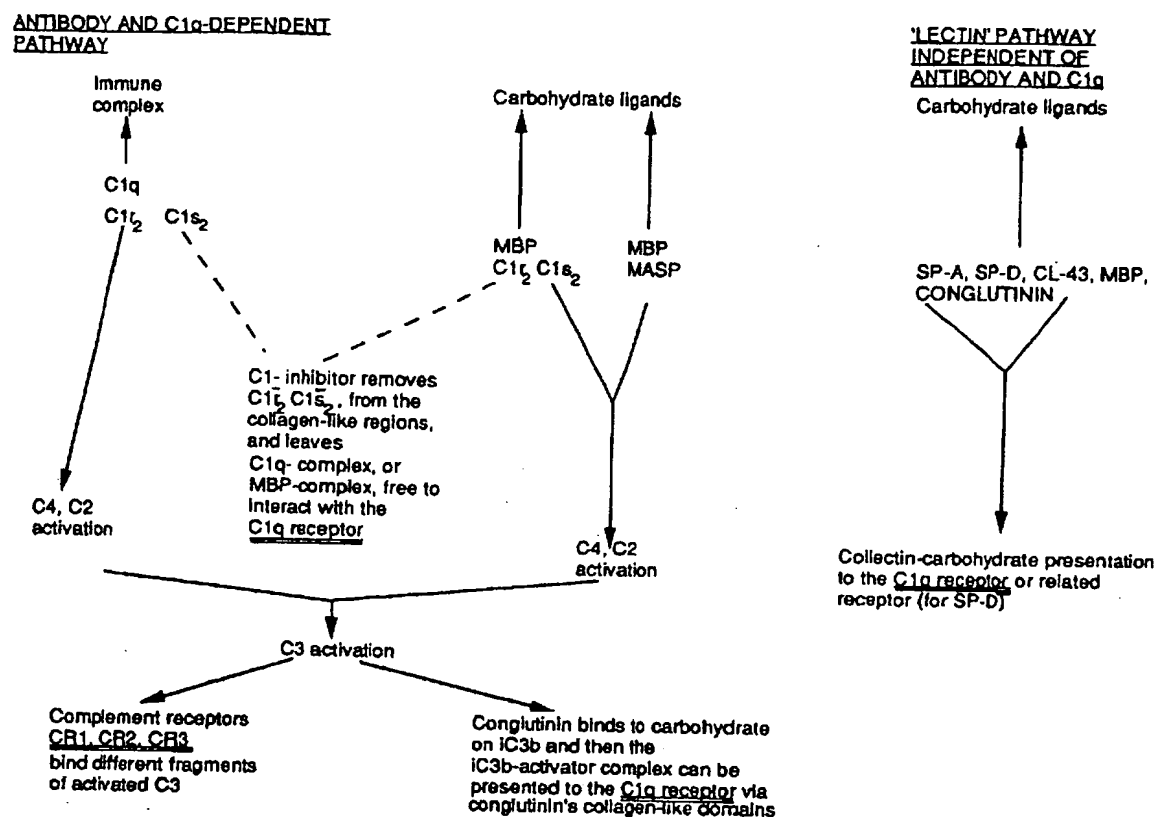 ANTIBODY AND C1q-DEPENDENT
PATHWAY
Immune
complex
C1q
C1r2 C1s2
C4, C2
activation
Carbohydrate ligands
MBP
C1r2 C1s2
MBP
MASP
C1- inhibitor removes
C1r̄2 C1s̄2, from the
collagen-like regions,
and leaves
C1q- complex, or
MBP-complex, free to
interact with the
C1q receptor
C4, C2
activation
C3 activation
Complement receptors
CR1, CR2, CR3
bind different fragments
of activated C3
Conglutinin binds to carbohydrate
on iC3b and then the
iC3b-activator complex can be
presented to the C1q receptor via
conglutinin's collagen-like domains
'LECTIN' PATHWAY
INDEPENDENT OF
ANTIBODY AND C1q
Carbohydrate ligands
SP-A, SP-D, CL-43, MBP,
CONGLUTININ
Collectin-carbohydrate presentation
to the C1q receptor or related
receptor (for SP-D)